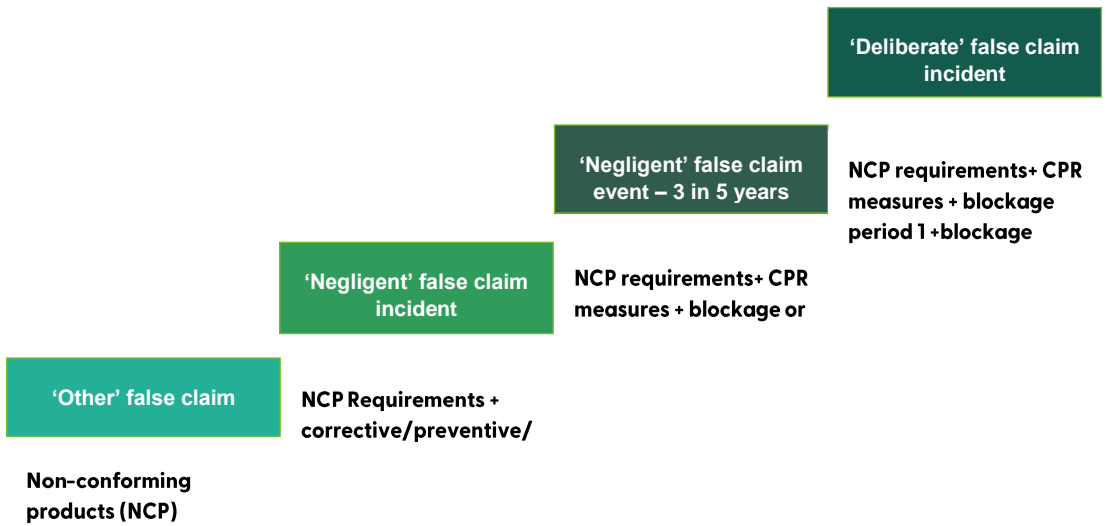 ‘Deliberate’ false claim
incident
NCP requirements+ CPR
measures + blockage
period 1 +blockage
‘Negligent’ false claim
event – 3 in 5 years
NCP requirements+ CPR
measures + blockage or
‘Negligent’ false claim
incident
NCP Requirements +
corrective/preventive/
‘Other’ false claim
Non-conforming
products (NCP)